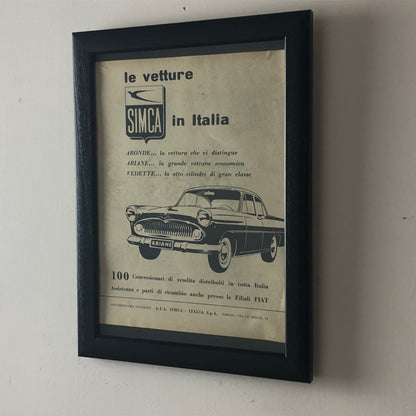 le vetture
SIMCA
in Italia
ARONDE... la vettura che vi distingue
ARIANE... la grande vettura economica
VEDETTE... la otto cilindri di gran classe
ARIANE
100 Concessionari di vendita distribuiti in tutta Italia
Assistenza e parti di ricambio anche presso le Filiali FIAT
A.C.A. SIMCA - ITALIA S.p.A.